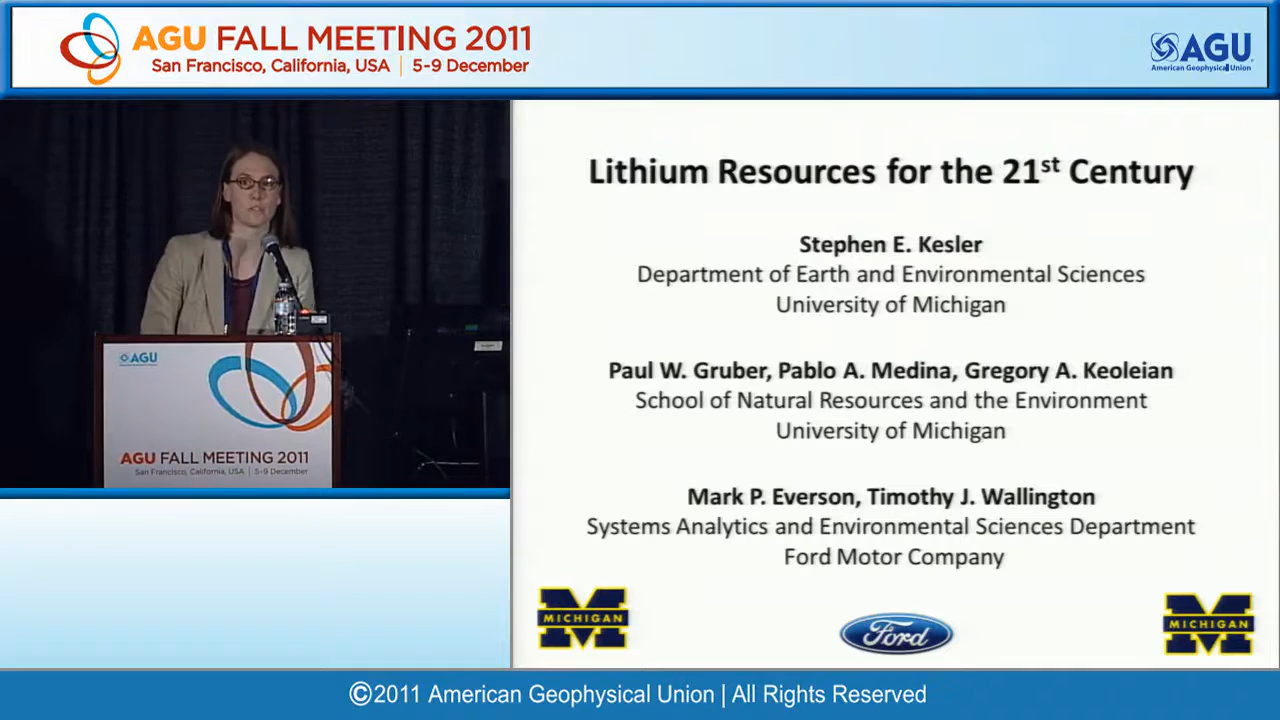 AGU FALL MEETING 2011
San Francisco, California, USA | 5-9 December
AGU
American Geophysical Union
Lithium Resources for the 21st Century
Stephen E. Kesler
Department of Earth and Environmental Sciences
University of Michigan
Paul W. Gruber, Pablo A. Medina, Gregory A. Keoleian
School of Natural Resources and the Environment
University of Michigan
Mark P. Everson, Timothy J. Wallington
Systems Analytics and Environmental Sciences Department
Ford Motor Company
MICHIGAN
Ford
MICHIGAN
AGU
AGU FALL MEETING 2011
San Francisco, California, USA | 5-9 December
©2011 American Geophysical Union | All Rights Reserved